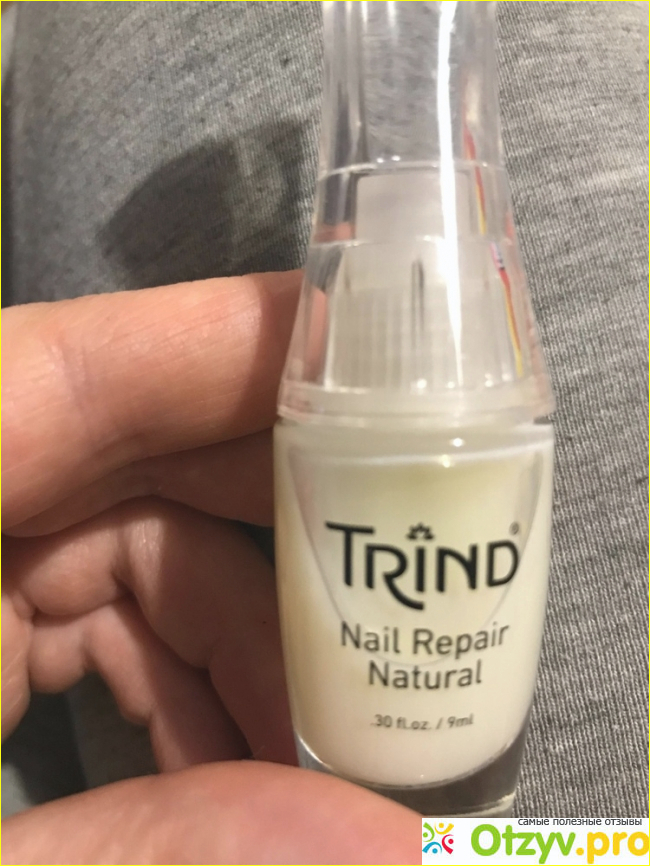 TRIND®
Nail Repair
Natural
.30 fl.oz. / 9ml
самые полезные отзывы
Otzyv.pro